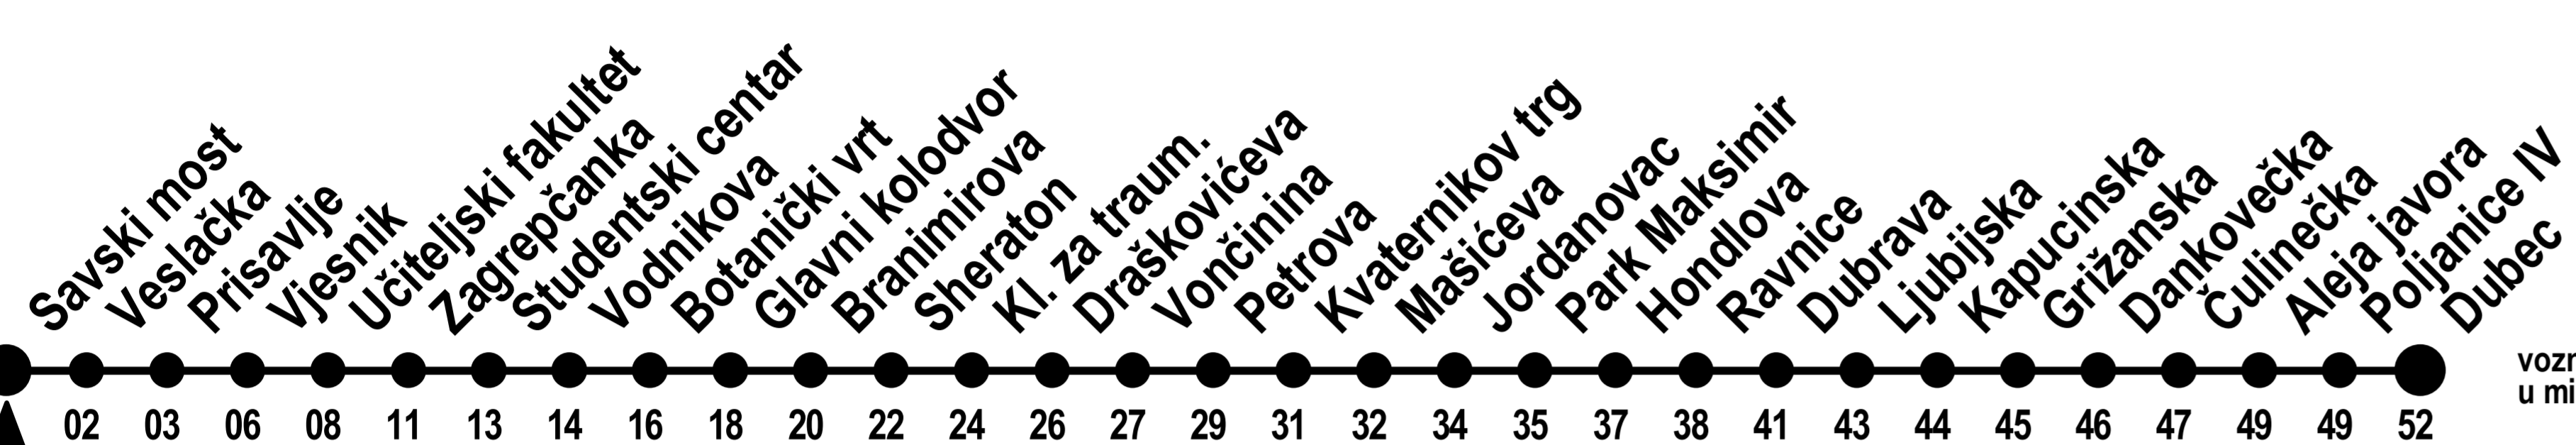 Savski most
Veslačka
Prisavlje
Vjesnik
Učiteljski fakultet
Zagrepčanka
Studentski centar
Vodnikova
Botanički vrt
Glavni kolodvor
Branimirova
Sheraton
Kl. za traum.
Draškovićeva
Vončinina
Petrova
Kvaternikov trg
Mašićeva
Jordanovac
Park Maksimir
Hondlova
Ravnice
Dubrava
Ljubijska
Kapucinska
Grižanska
Dankovečka
Čulinečka
Aleja javora
Poljanice IV
Dubec
02 03 06 08 11 13 14 16 18 20 22 24 26 27 29 31 32 34 35 37 38 41 43 44 45 46 47 49 49 52
u